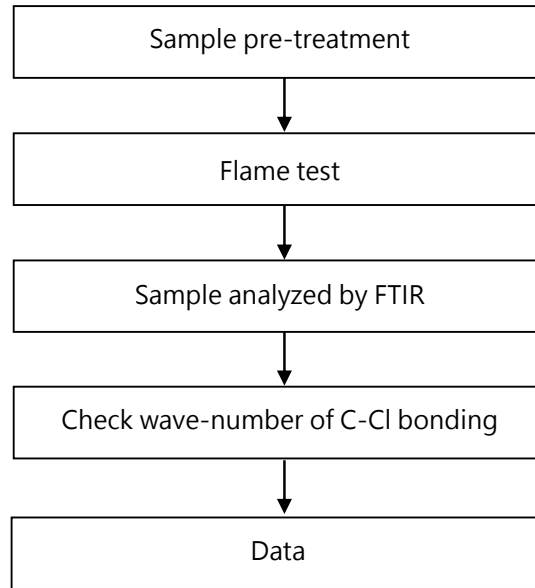 Sample pre-treatment
Flame test
Sample analyzed by FTIR
Check wave-number of C-Cl bonding
Data